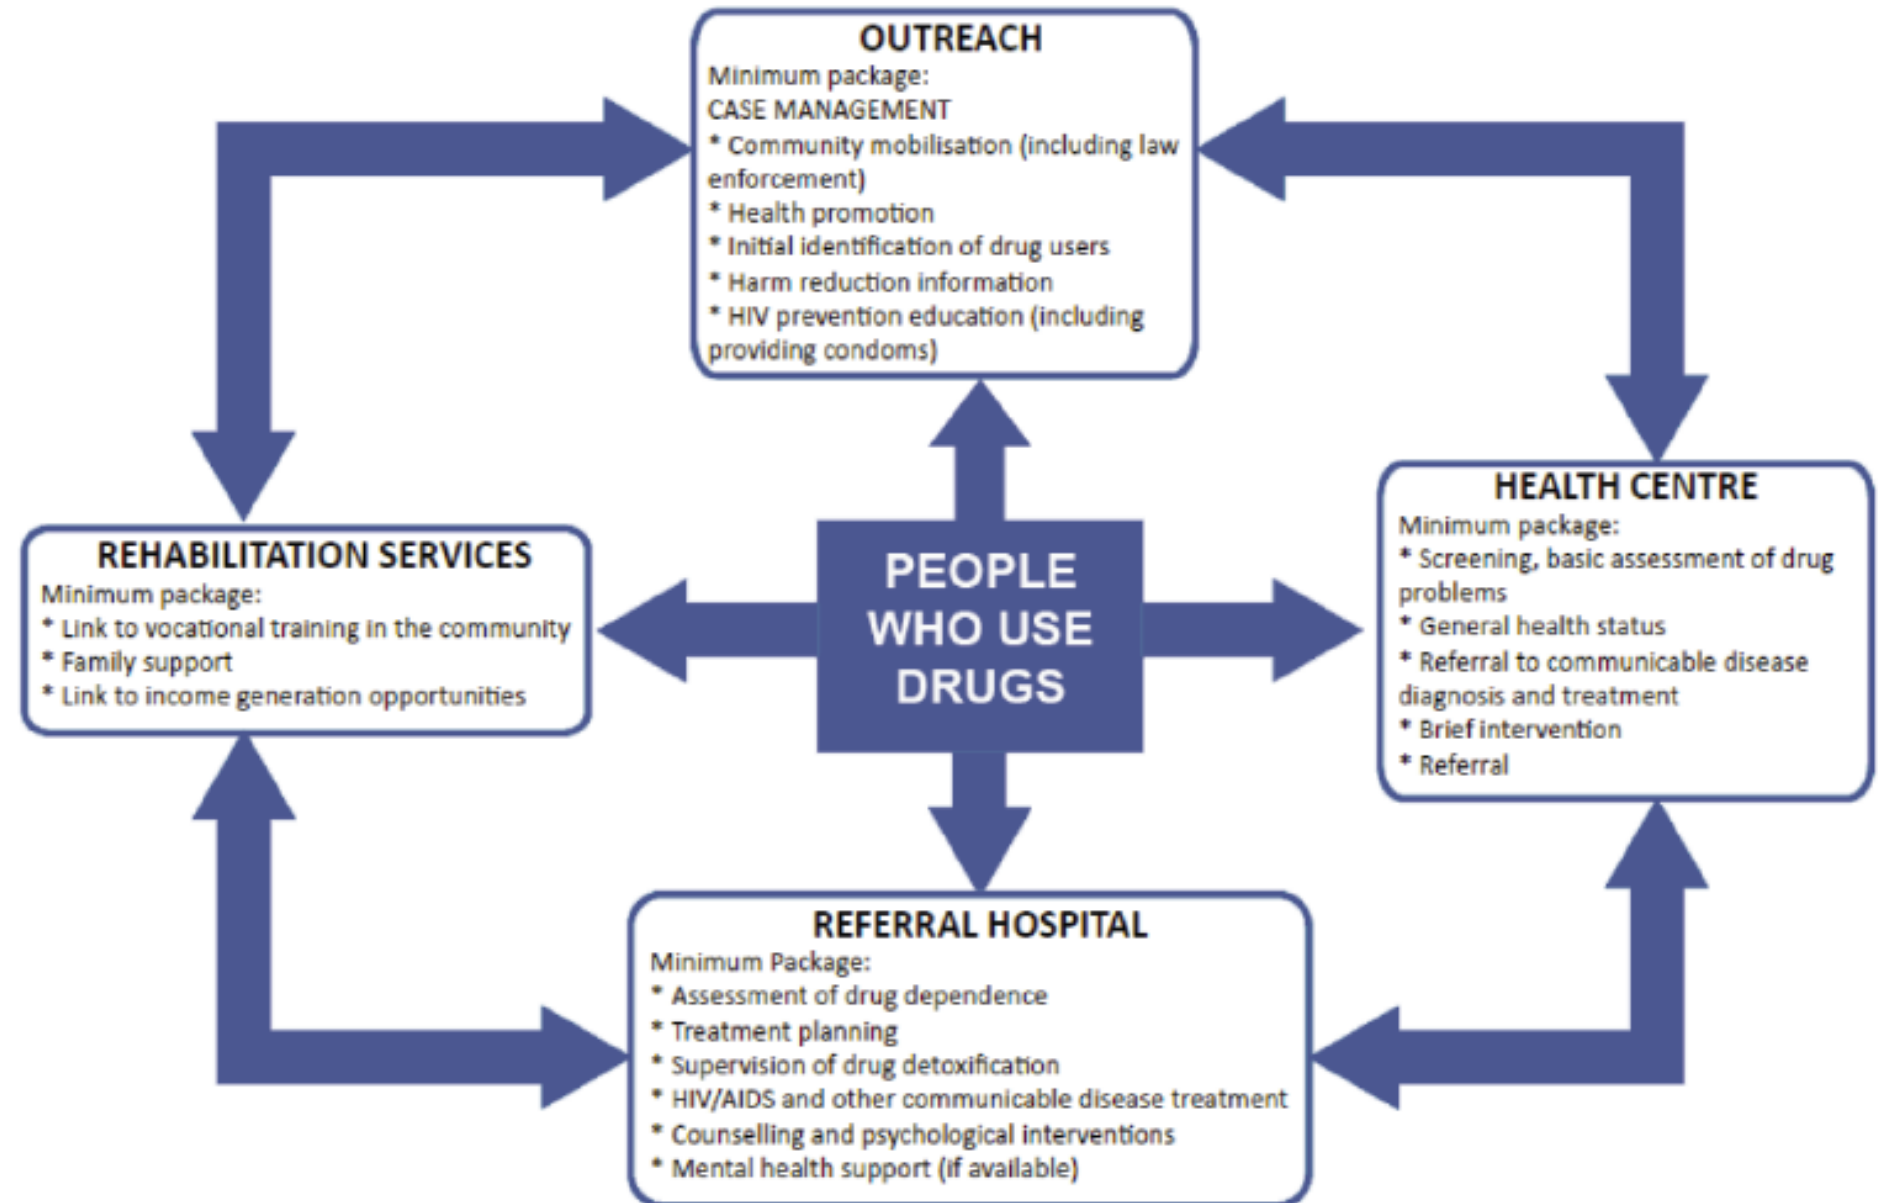 OUTREACH
Minimum package:
CASE MANAGEMENT
* Community mobilisation (including law
enforcement)
* Health promotion
* Initial identification of drug users
* Harm reduction information
* HIV prevention education (including
providing condoms)
REHABILITATION SERVICES
Minimum package:
* Link to vocational training in the community
* Family support
* Link to income generation opportunities
PEOPLE
WHO USE
DRUGS
HEALTH CENTRE
Minimum package:
* Screening, basic assessment of drug
problems
* General health status
* Referral to communicable disease
diagnosis and treatment
* Brief intervention
* Referral
REFERRAL HOSPITAL
Minimum Package:
* Assessment of drug dependence
* Treatment planning
* Supervision of drug detoxification
* HIV/AIDS and other communicable disease treatment
* Counselling and psychological interventions
* Mental health support (if available)